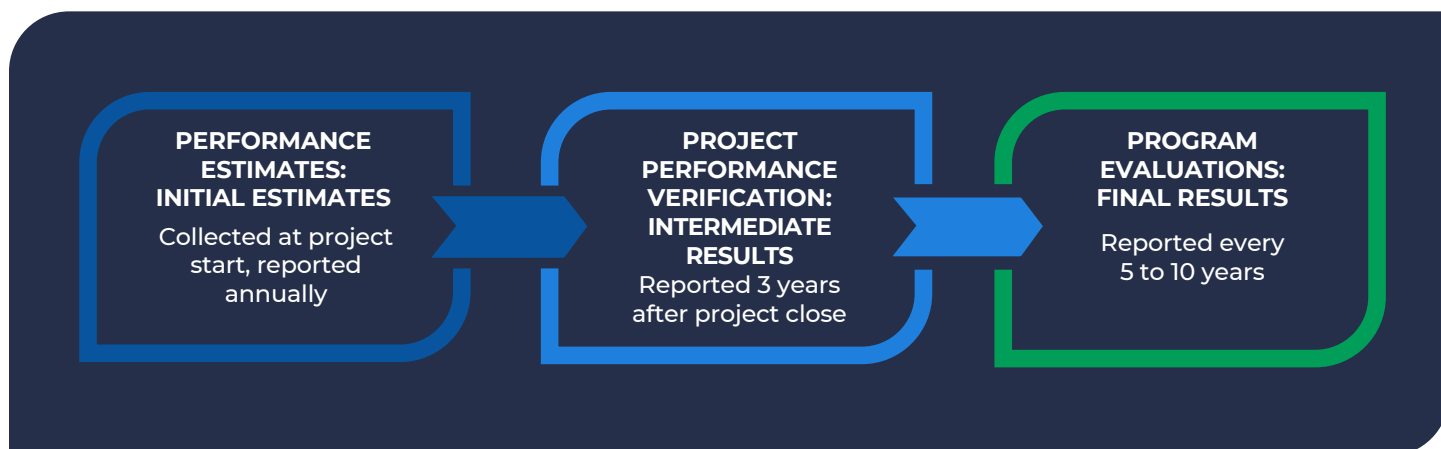 PERFORMANCE
ESTIMATES:
INITIAL ESTIMATES
Collected at project
start, reported
annually
PROJECT
PERFORMANCE
VERIFICATION:
INTERMEDIATE
RESULTS
Reported 3 years
after project close
PROGRAM
EVALUATIONS:
FINAL RESULTS
Reported every
5 to 10 years